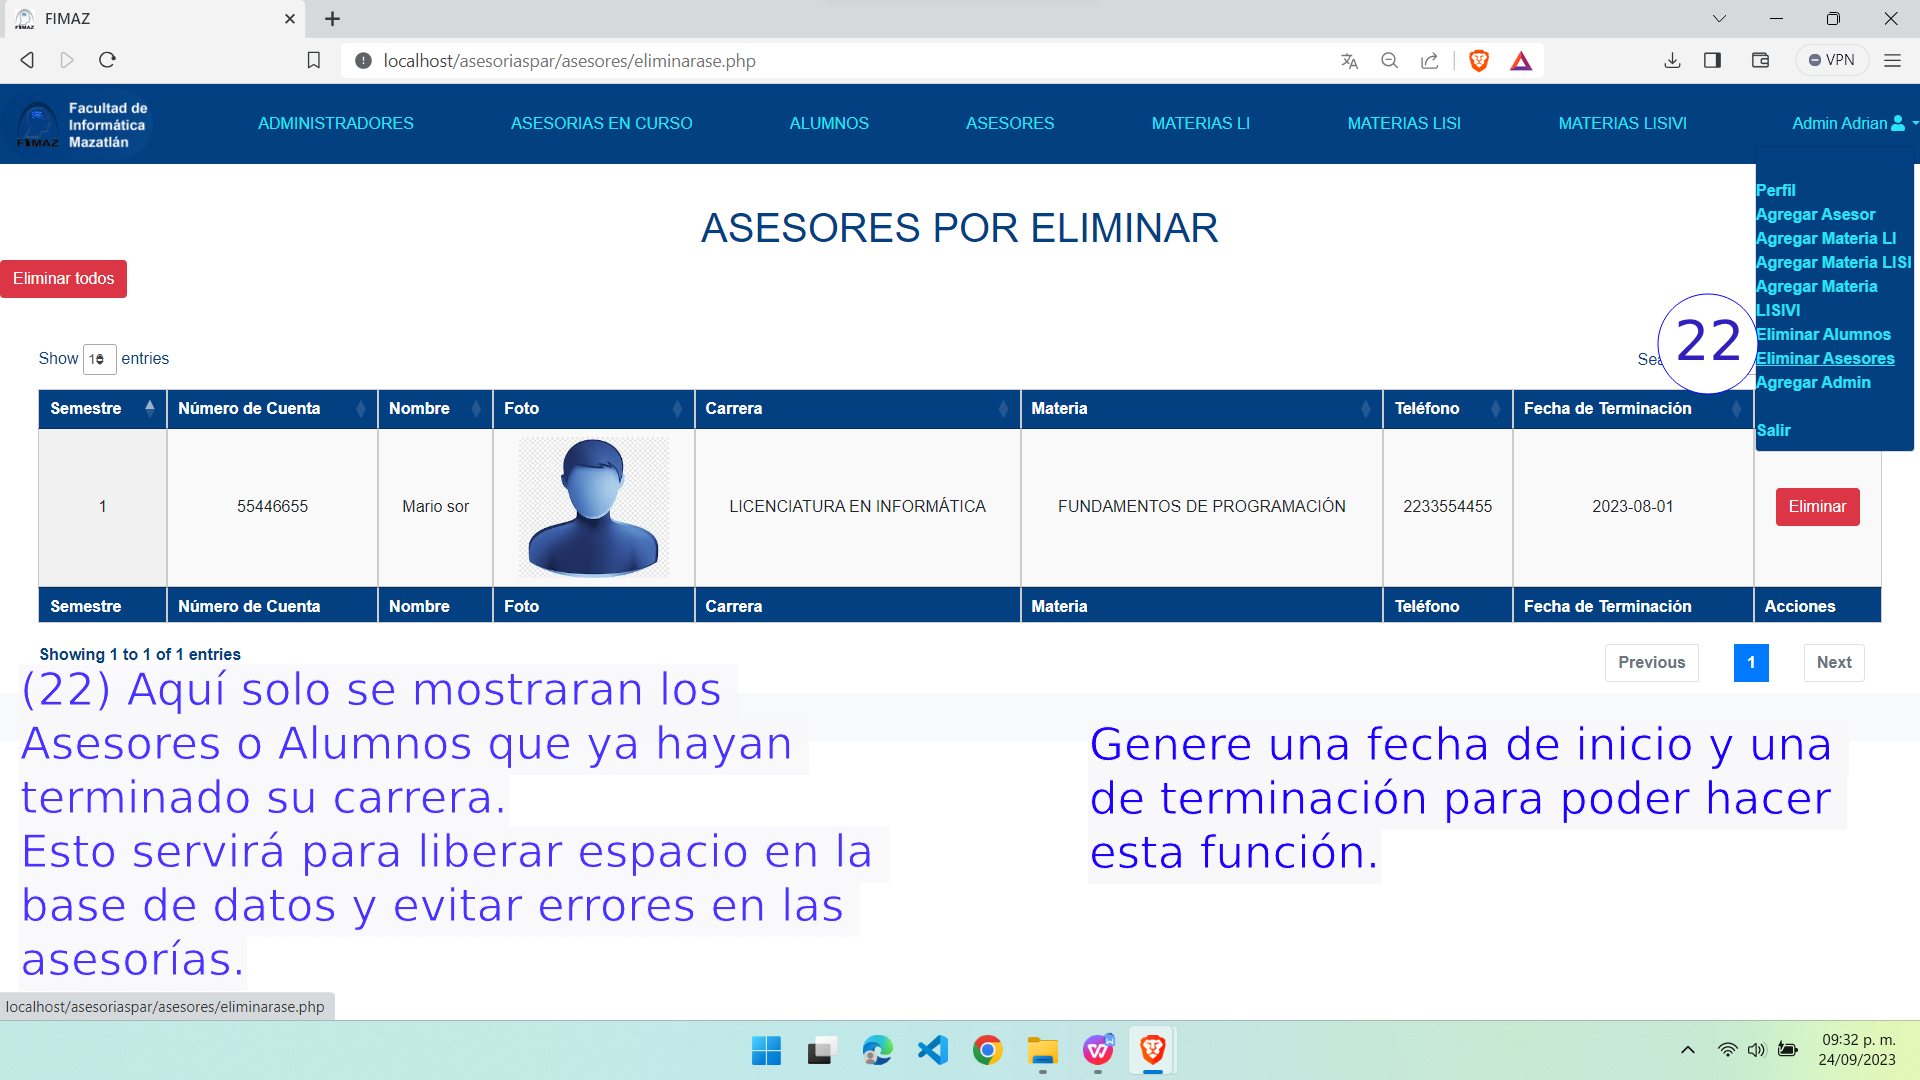 FIMAZ
localhost/asesoriaspar/asesores/eliminarase.php
VPN
FIMAZ
Facultad de
Informática
Mazatlán
ADMINISTRADORES ASESORIAS EN CURSO ALUMNOS ASESORES MATERIAS LI MATERIAS LISI MATERIAS LISIVI Admin Adrian
Perfil
Agregar Asesor
Agregar Materia LI
Agregar Materia LISI
Agregar Materia
LISIVI
Eliminar Alumnos
Eliminar Asesores
Agregar Admin
Salir
ASESORES POR ELIMINAR
Eliminar todos
22
Show 10 entries
Semestre Número de Cuenta Nombre Foto Carrera Materia Teléfono Fecha de Terminación
1 55446655 Mario sor LICENCIATURA EN INFORMÁTICA FUNDAMENTOS DE PROGRAMACIÓN 2233554455 2023-08-01 Eliminar
Semestre Número de Cuenta Nombre Foto Carrera Materia Teléfono Fecha de Terminación Acciones
Showing 1 to 1 of 1 entries
Previous 1 Next
(22) Aquí solo se mostraran los
Asesores o Alumnos que ya hayan
terminado su carrera.
Esto servirá para liberar espacio en la
base de datos y evitar errores en las
asesorías.
Genere una fecha de inicio y una
de terminación para poder hacer
esta función.
localhost/asesoriaspar/asesores/eliminarase.php
09:32 p. m.
24/09/2023